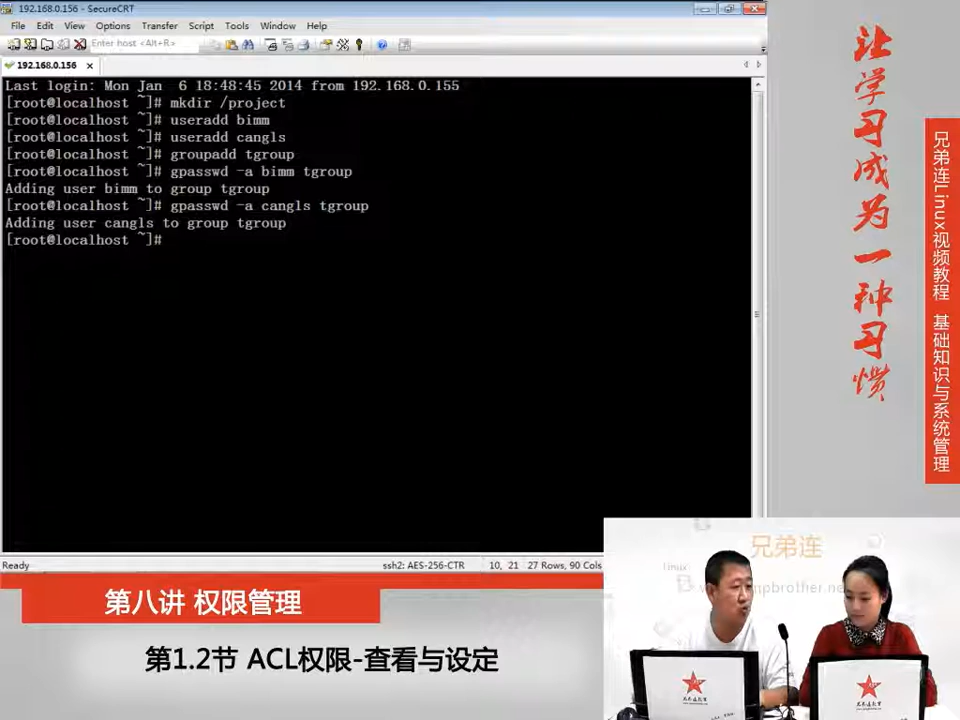 192.168.0.156 - SecureCRT
File Edit View Options Transfer Script Tools Window Help
Enter host <Alt+R>
192.168.0.156
Last login: Mon Jan  6 18:48:45 2014 from 192.168.0.155
[root@localhost ~]# mkdir /project
[root@localhost ~]# useradd bimm
[root@localhost ~]# useradd cangls
[root@localhost ~]# groupadd tgroup
[root@localhost ~]# gpasswd -a bimm tgroup
Adding user bimm to group tgroup
[root@localhost ~]# gpasswd -a cangls tgroup
Adding user cangls to group tgroup
[root@localhost ~]#
Ready ssh2: AES-256-CTR 10, 21 27 Rows, 90 Cols
让学习成为一种习惯
兄弟连Linux视频教程 基础知识与系统管理
兄弟连
Linux
第八讲 权限管理
第1.2节 ACL权限-查看与设定